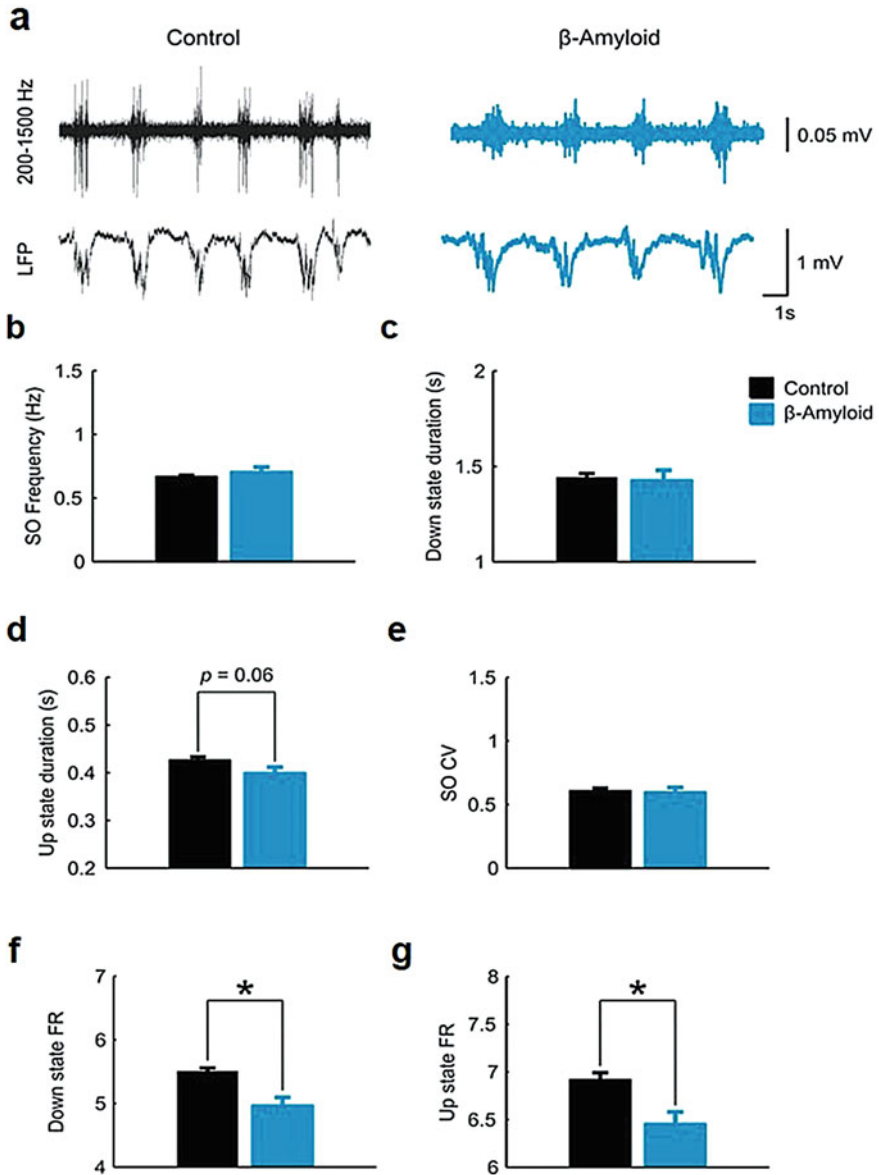 a
Control
β-Amyloid
200-1500 Hz
0.05 mV
LFP
1 mV
1s
b
SO Frequency (Hz)
1.5
1
0.5
0
c
Down state duration (s)
2
1.5
1
Control
β-Amyloid
d
Up state duration (s)
0.6
0.5
0.4
0.3
0.2
p = 0.06
e
SO CV
1.5
1
0.5
0
f
Down state FR
7
6
5
4
*
g
Up state FR
8
7.5
7
6.5
6
*